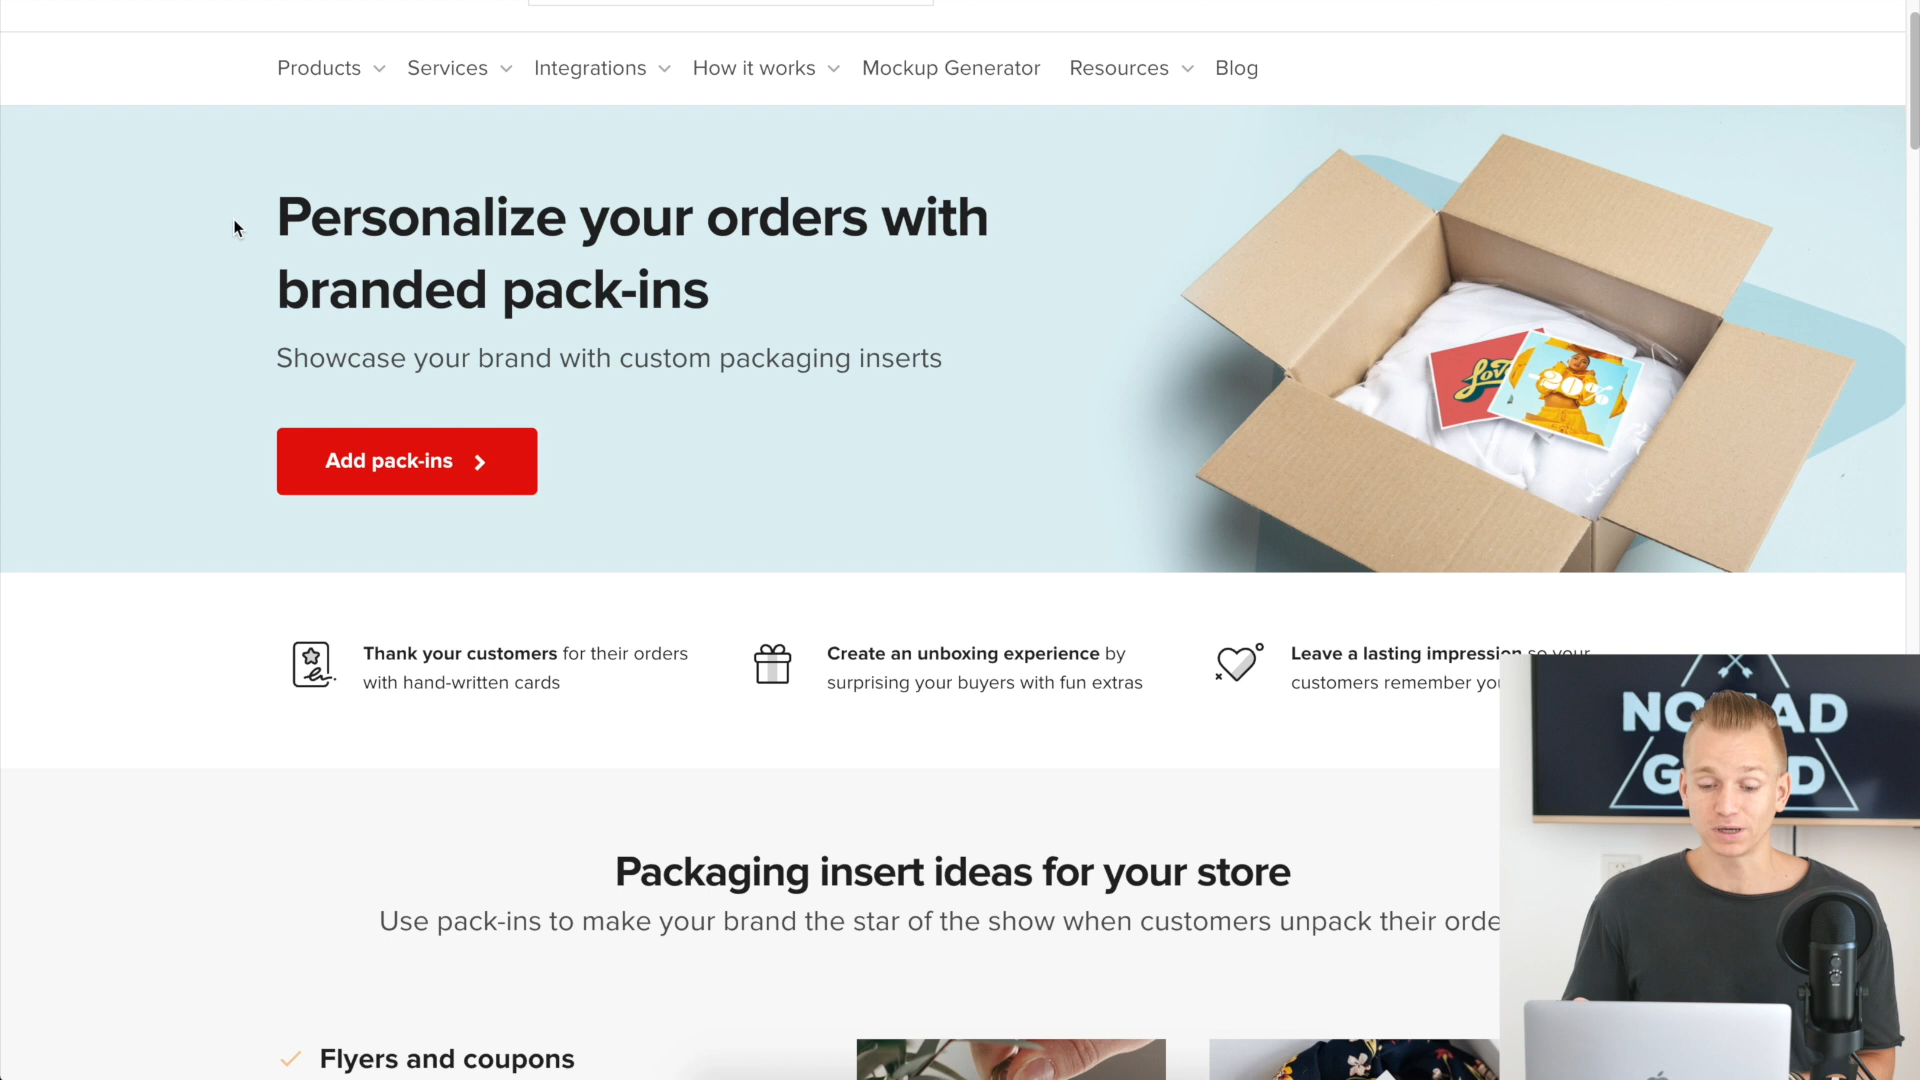 Products Services Integrations How it works Mockup Generator Resources Blog
Personalize your orders with
branded pack-ins
Showcase your brand with custom packaging inserts
Add pack-ins
Love
-20%
Thank your customers for their orders
with hand-written cards
Create an unboxing experience by
surprising your buyers with fun extras
Leave a lasting impression so your
customers remember
Packaging insert ideas for your store
Use pack-ins to make your brand the star of the show when customers unpack their
Flyers and coupons